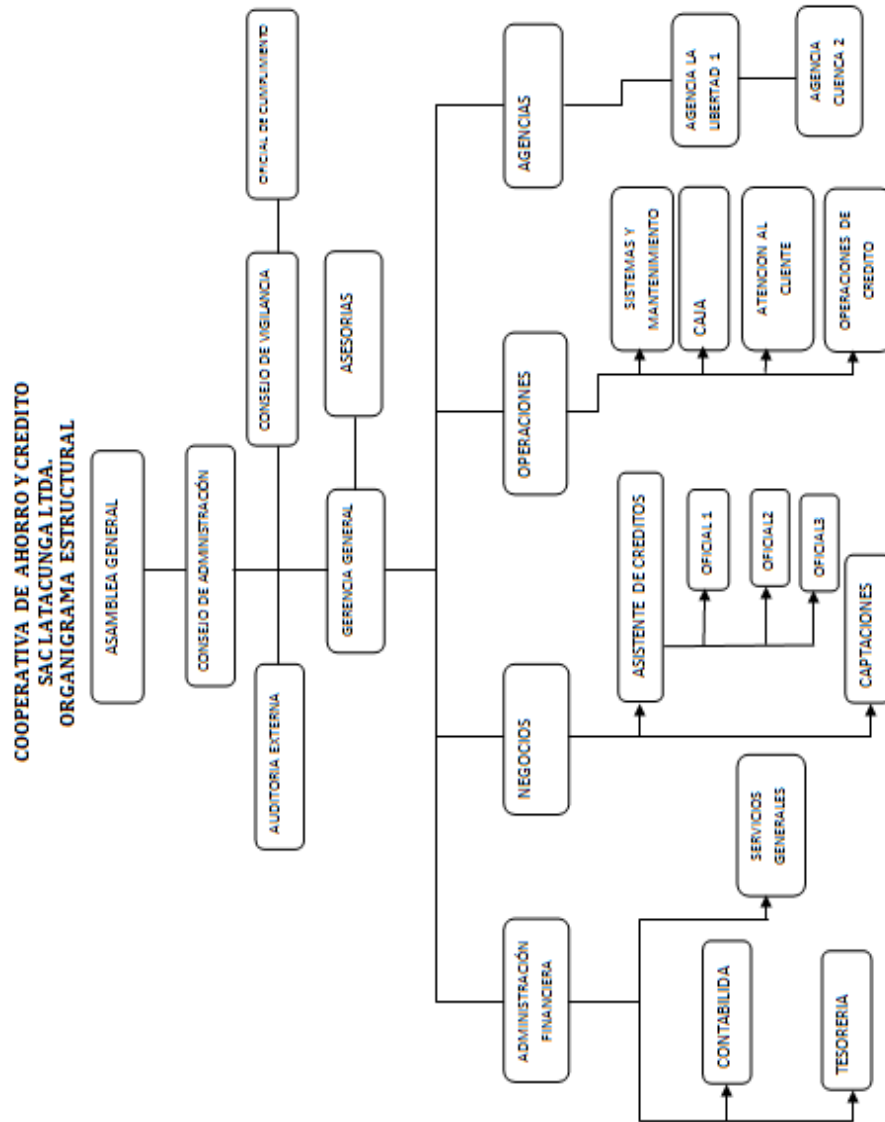 COOPERATIVA DE AHORRO Y CREDITO
SAC LATACUNGA LTDA.
ORGANIGRAMA ESTRUCTURAL
ASAMBLEA GENERAL
CONSEJO DE ADMINISTRACÓN
AUDITORIA EXTERNA
CONSEJO DE VIGILANCIA
OFICIAL DE CUMPLIMIENTO
GERENCIA GENERAL
ASESORIAS
ADMINISTRACIÓN
FINANCIERA
NEGOCIOS
OPERACIONES
AGENCIAS
CONTABILIDA
TESORERIA
SERVICIOS
GENERALES
ASISTENTE DE CREDITOS
OFICIAL 1
OFICIAL2
OFICIAL3
CAPTACIONES
SISTEMAS Y
MANTENIMIENTO
CAJA
ATENCION AL
CLIENTE
OPERACIONES DE
CREDITO
AGENCIA LA
LIBERTAD 1
AGENCIA
CUENCA 2